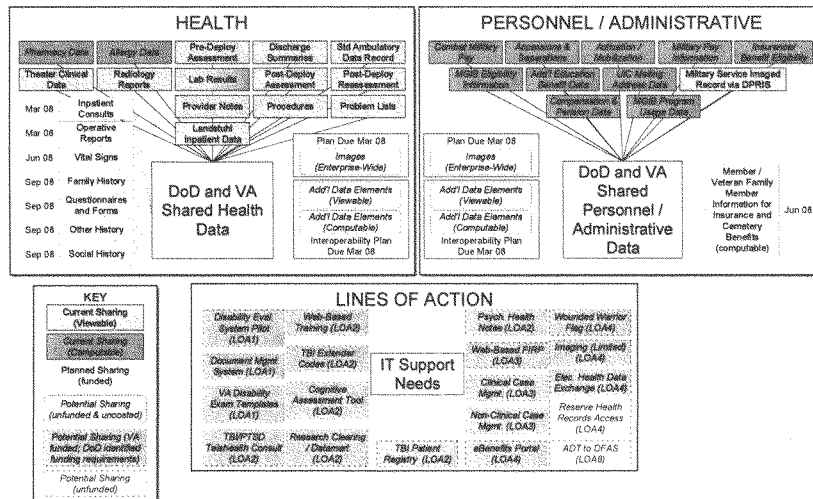 HEALTH
Pharmacy Data
Allergy Data
Pre-Deploy
Assessment
Discharge
Summaries
Std Ambulatory
Data Record
Theater Clinical
Data
Radiology
Reports
Lab Results
Post-Deploy
Assessment
Post-Deploy
Reassessment
Provider Notes
Procedures
Problem Lists
Landstuhl
Inpatient Data
Mar 08
Inpatient
Consults
Mar 08
Operative
Reports
Jun 08
Vital Signs
Sep 08
Family History
Sep 08
Questionnaires
and Forms
Sep 08
Other History
Sep 08
Social History
DoD and VA
Shared Health
Data
Plan Due Mar 08
Images
(Enterprise-Wide)
Add'l Data Elements
(Viewable)
Add'l Data Elements
(Computable)
Interoperability Plan
Due Mar 08
PERSONNEL / ADMINISTRATIVE
Combat Military
Pay
Accessions &
Separations
Activation /
Mobilization
Military Pay
Information
Insurance/
Benefit Eligibility
MGIB Eligibility
Information
Add'l Education
Benefit Data
UIC Mailing
Address Data
Military Service Imaged
Record via DPRIS
Compensation &
Pension Data
MGIB Program
Usage Data
Plan Due Mar 08
Images
(Enterprise-Wide)
Add'l Data Elements
(Viewable)
Add'l Data Elements
(Computable)
Interoperability Plan
Due Mar 08
DoD and VA
Shared
Personnel /
Administrative
Data
Member /
Veteran Family
Member
Information for
Insurance and
Cemetery
Benefits
(computable)
Jun 08
KEY
Current Sharing
(Viewable)
Current Sharing
(Computable)
Planned Sharing
(funded)
Potential Sharing
(unfunded & uncosted)
Potential Sharing (VA
funded; DoD identified
funding requirements)
Potential Sharing
(unfunded)
LINES OF ACTION
Disability Eval
System Pilot
(LOA1)
Web-Based
Training (LOA2)
Document Mgmt
System (LOA1)
TBI Extender
Codes (LOA2)
VA Disability
Exam Templates
(LOA1)
Cognitive
Assessment Tool
(LOA2)
TBI/PTSD
Telehealth Consult
(LOA2)
Research Clearing
/ Datamart (LOA2)
IT Support
Needs
TBI Patient
Registry (LOA2)
Psych. Health
Notes (LOA2)
Wounded Warrior
Flag (LOA4)
Web-Based FIRP
(LOA3)
Imaging (Limited)
(LOA4)
Clinical Case
Mgmt. (LOA3)
Elec. Health Data
Exchange (LOA4)
Non-Clinical Case
Mgmt. (LOA3)
Reserve Health
Records Access
(LOA4)
eBenefits Portal
(LOA4)
ADT to DFAS
(LOA8)